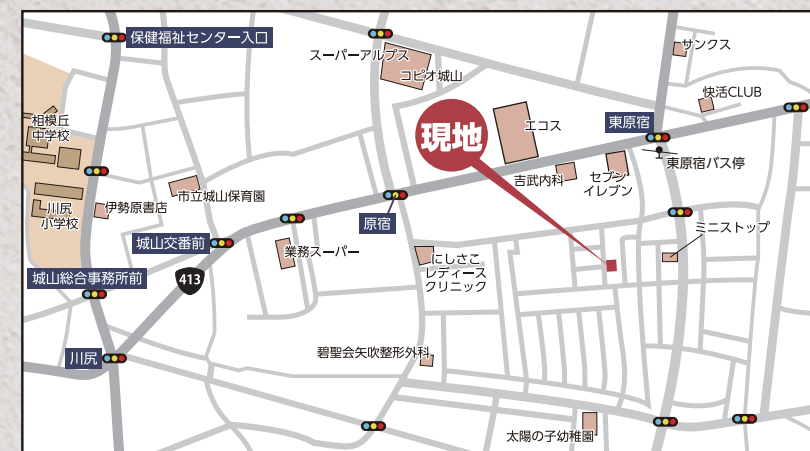 保健福祉センター入口
スーパーアルプス
コピオ城山
サンクス
快活CLUB
相模丘
中学校
現地
エコス
東原宿
東原宿バス停
吉武内科
セブン
イレブン
市立城山保育園
伊勢原書店
川尻
小学校
原宿
ミニストップ
城山交番前
業務スーパー
にしさこ
レディース
クリニック
城山総合事務所前
413
川尻
碧聖会矢吹整形外科
太陽の子幼稚園